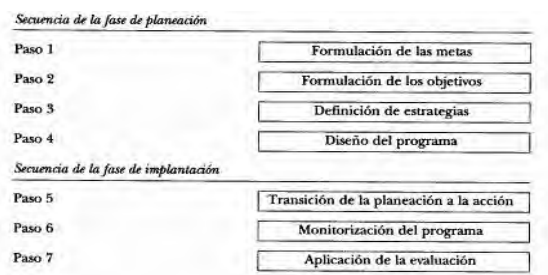 Secuencia de la fase de planeación
Paso 1 Formulación de las metas
Paso 2 Formulación de los objetivos
Paso 3 Definición de estrategias
Paso 4 Diseño del programa
Secuencia de la fase de implantación
Paso 5 Transición de la planeación a la acción
Paso 6 Monitorización del programa
Paso 7 Aplicación de la evaluación